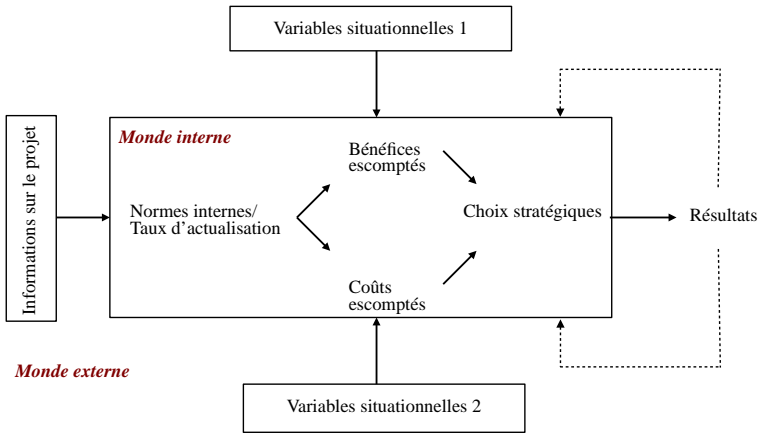 Variables situationnelles 1
Monde interne
Informations sur le projet
Bénéfices
escomptés
Normes internes/
Taux d'actualisation
Choix stratégiques
Résultats
Coûts
escomptés
Monde externe
Variables situationnelles 2